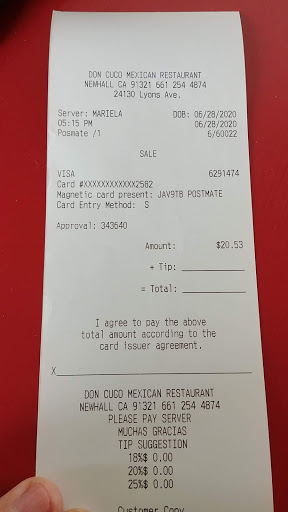 DON CUCO MEXICAN RESTAURANT
NEWHALL CA 91321 661 254 4874
24130 Lyons Ave.
Server: MARIELA DOB: 06/28/2020
05:15 PM 06/28/2020
Posmate /1 6/60022
SALE
VISA 6291474
Card #XXXXXXXXXXXX2582
Magnetic card present: JAV9TB POSTMATE
Card Entry Method: S
Approval: 343640
Amount: $20.53
+ Tip:
= Total:
I agree to pay the above
total amount according to the
card issuer agreement.
X
DON CUCO MEXICAN RESTAURANT
NEWHALL CA 91321 661 254 4874
PLEASE PAY SERVER
MUCHAS GRACIAS
TIP SUGGESTION
18%$ 0.00
20%$ 0.00
25%$ 0.00
Customer Copy